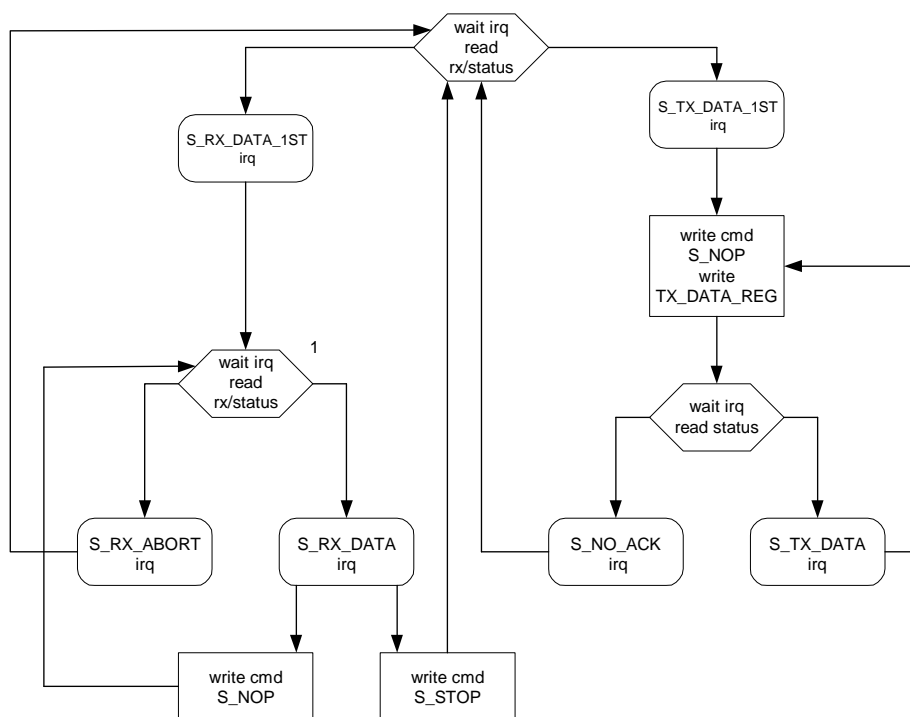 wait irq
read
rx/status
S_RX_DATA_1ST
irq
S_TX_DATA_1ST
irq
write cmd
S_NOP
write
TX_DATA_REG
1
wait irq
read
rx/status
wait irq
read status
S_RX_ABORT
irq
S_RX_DATA
irq
S_NO_ACK
irq
S_TX_DATA
irq
write cmd
S_NOP
write cmd
S_STOP